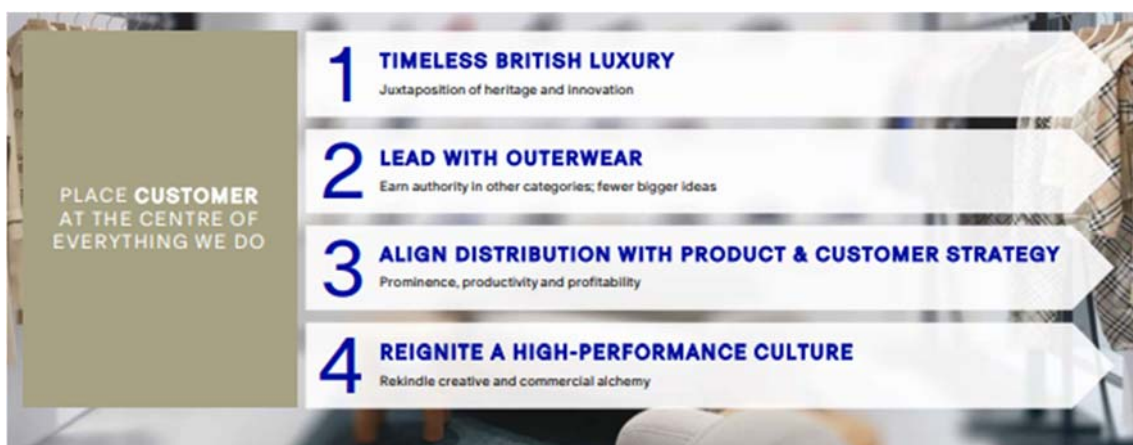 PLACE CUSTOMER
AT THE CENTRE OF
EVERYTHING WE DO
1
TIMELESS BRITISH LUXURY
Juxtaposition of heritage and innovation
2
LEAD WITH OUTERWEAR
Earn authority in other categories; fewer bigger ideas
3
ALIGN DISTRIBUTION WITH PRODUCT & CUSTOMER STRATEGY
Prominence, productivity and profitability
4
REIGNITE A HIGH-PERFORMANCE CULTURE
Rekindle creative and commercial alchemy